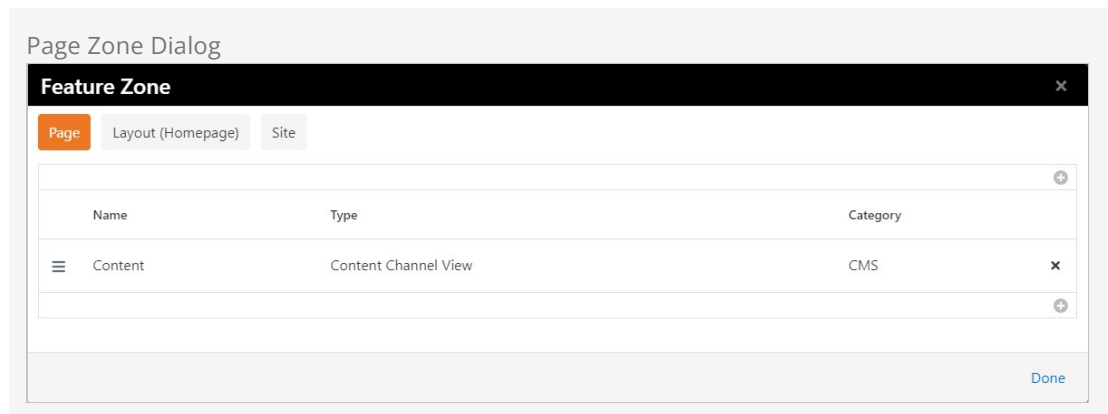 Page Zone Dialog
Feature Zone
Page Layout (Homepage) Site
Name Type Category
Content Content Channel View CMS
Done